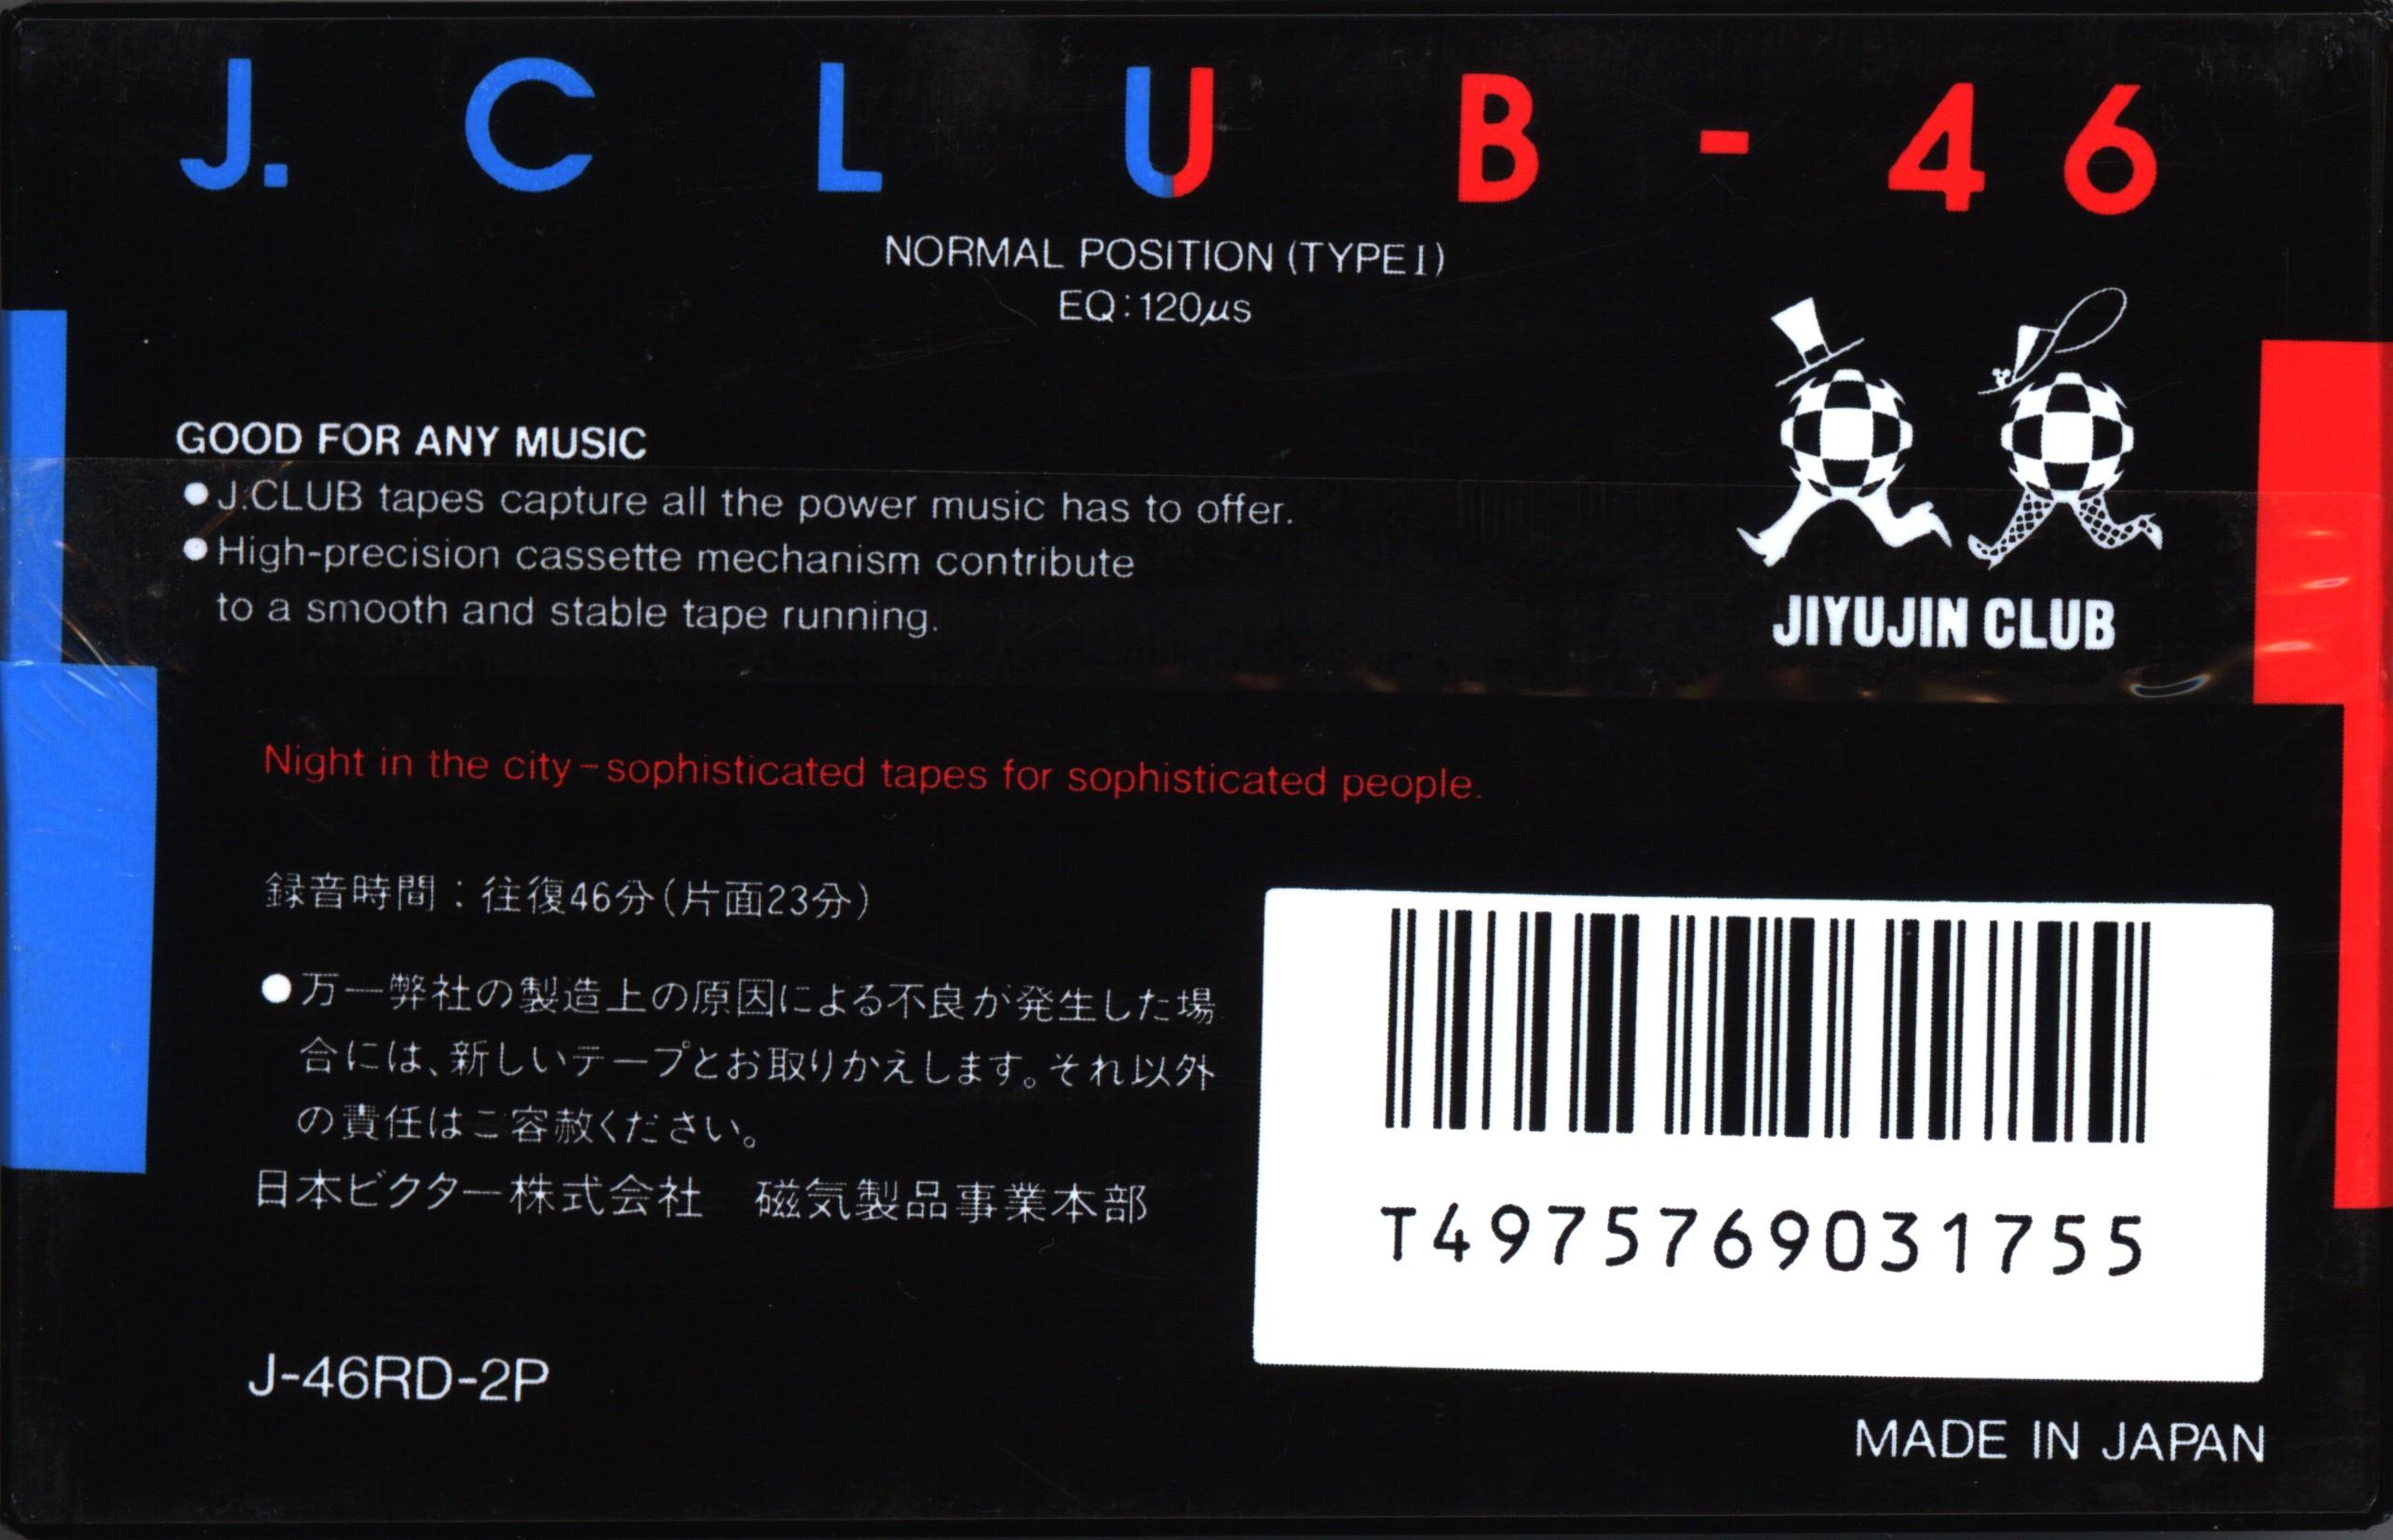 J.CLUB-46
NORMAL POSITION (TYPE I)
EQ:120μs
GOOD FOR ANY MUSIC
●J.CLUB tapes capture all the power music has to offer.
●High-precision cassette mechanism contribute
to a smooth and stable tape running.
JIYUJIN CLUB
Night in the city–sophisticated tapes for sophisticated people.
録音時間：往復46分(片面23分)
●万一弊社の製造上の原因による不良が発生した場
合には、新しいテープとお取りかえします。それ以外
の責任はご容赦ください。
日本ビクター株式会社　磁気製品事業本部
T4975769031755
J-46RD-2P
MADE IN JAPAN